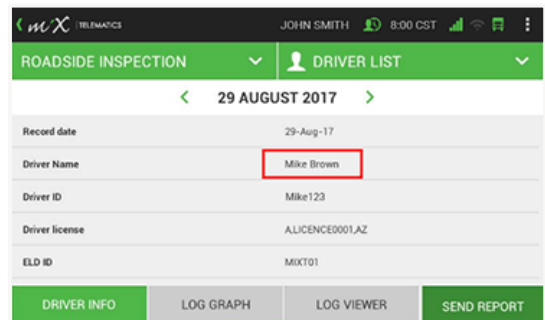 MiX TELEMATICS JOHN SMITH 8:00 CST
ROADSIDE INSPECTION DRIVER LIST
29 AUGUST 2017
Record date 29-Aug-17
Driver Name Mike Brown
Driver ID Mike123
Driver license A,LICENCE0001,AZ
ELD ID MIXT01
DRIVER INFO LOG GRAPH LOG VIEWER SEND REPORT